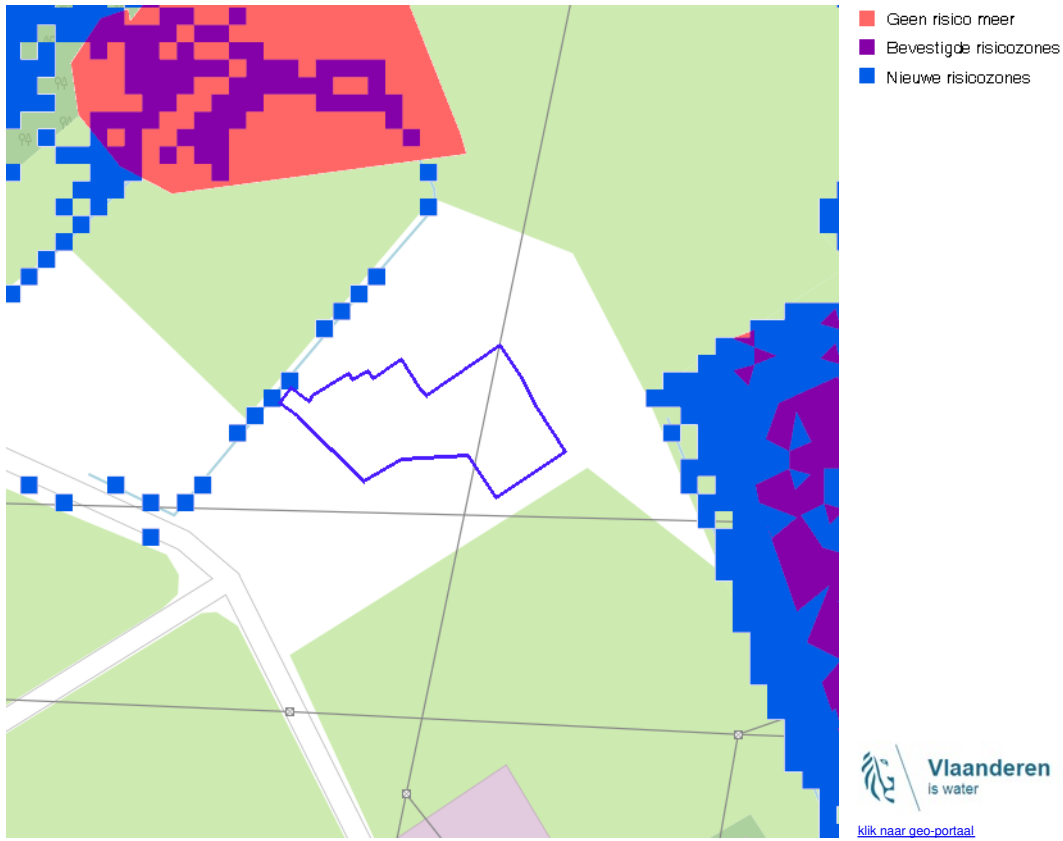 Geen risico meer
Bevestigde risicozones
Nieuwe risicozones
Vlaanderen
is water
klik naar geo-portaal